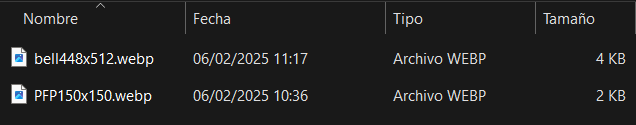 Nombre Fecha Tipo Tamaño
bell448x512.webp 06/02/2025 11:17 Archivo WEBP 4 KB
PFP150x150.webp 06/02/2025 10:36 Archivo WEBP 2 KB